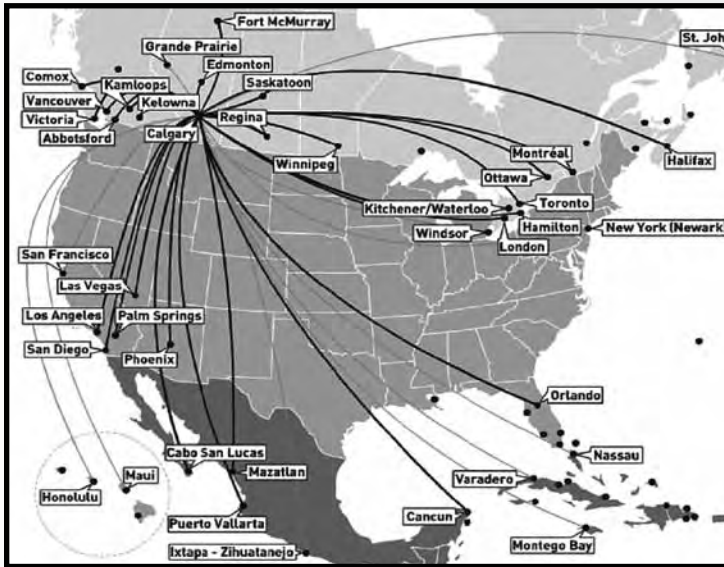 Fort McMurray
St. Joh
Grande Prairie
Edmonton
Comox
Kamloops
Saskatoon
Vancouver
Kelowna
Victoria
Regina
Abbotsford
Calgary
Montréal
Winnipeg
Halifax
Ottawa
Kitchener/Waterloo
Toronto
Hamilton
New York (Newark)
Windsor
London
San Francisco
Las Vegas
Los Angeles
Palm Springs
San Diego
Phoenix
Orlando
Cabo San Lucas
Nassau
Maui
Mazatlan
Varadero
Honolulu
Puerto Vallarta
Cancun
Montego Bay
Ixtapa - Zihuatanejo